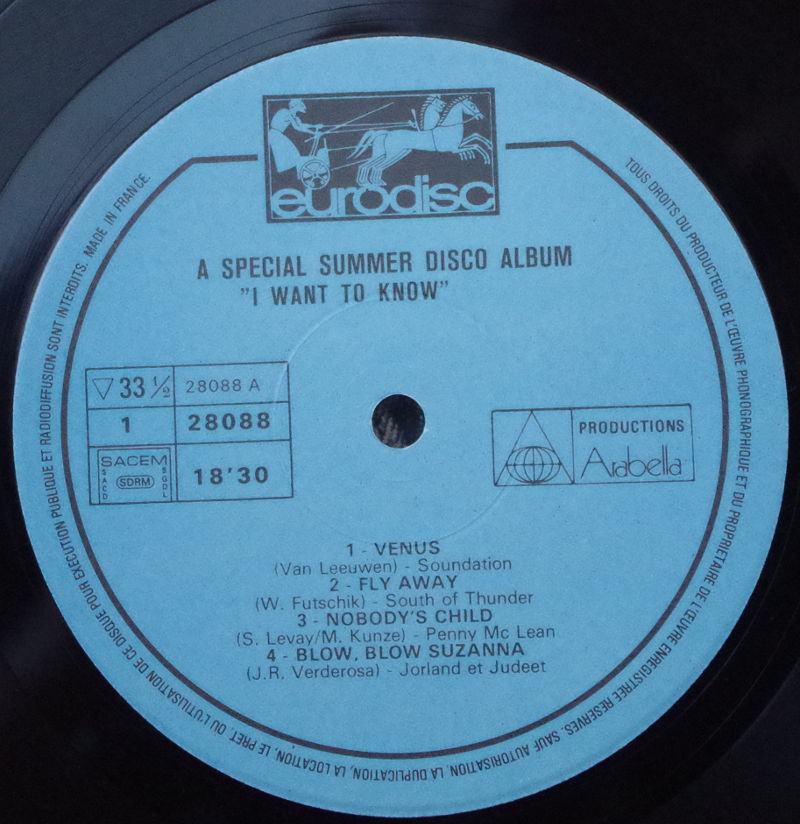 eurodisc
A SPECIAL SUMMER DISCO ALBUM
"I WANT TO KNOW"
▽ 33 1/2
28088 A
1
28088
SACEM
SACD
SDRM
BGDL
18'30
PRODUCTIONS
Arabella
1 - VENUS
(Van Leeuwen) - Soundation
2 - FLY AWAY
(W. Futschik) - South of Thunder
3 - NOBODY'S CHILD
(S. Levay/M. Kunze) - Penny Mc Lean
4 - BLOW, BLOW SUZANNA
(J.R. Verderosa) - Jorland et Judeet
TOUS DROITS DU PRODUCTEUR DE L'ŒUVRE PHONOGRAPHIQUE ET DU PROPRIETAIRE DE L'ŒUVRE ENREGISTREE RESERVES. SAUF AUTORISATION, LA DUPLICATION, LA LOCATION, LE PRET, OU L'UTILISATION DE CE DISQUE POUR EXECUTION PUBLIQUE ET RADIODIFFUSION SONT INTERDITS. MADE IN FRANCE.